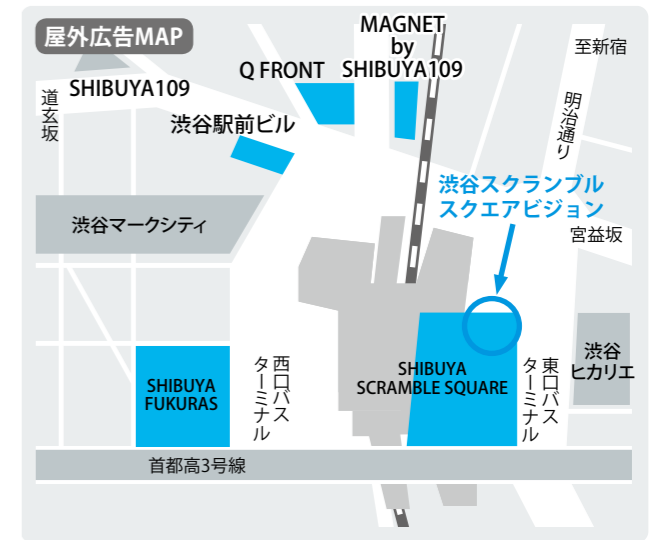 屋外広告MAP
MAGNET
by
SHIBUYA109
至新宿
Q FRONT
SHIBUYA109
道玄坂
渋谷駅前ビル
明治通り
渋谷スクランブル
スクエアビジョン
渋谷マークシティ
宮益坂
SHIBUYA
FUKURAS
西口バス
ターミナル
SHIBUYA
SCRAMBLE SQUARE
東口バス
ターミナル
渋谷
ヒカリエ
首都高3号線